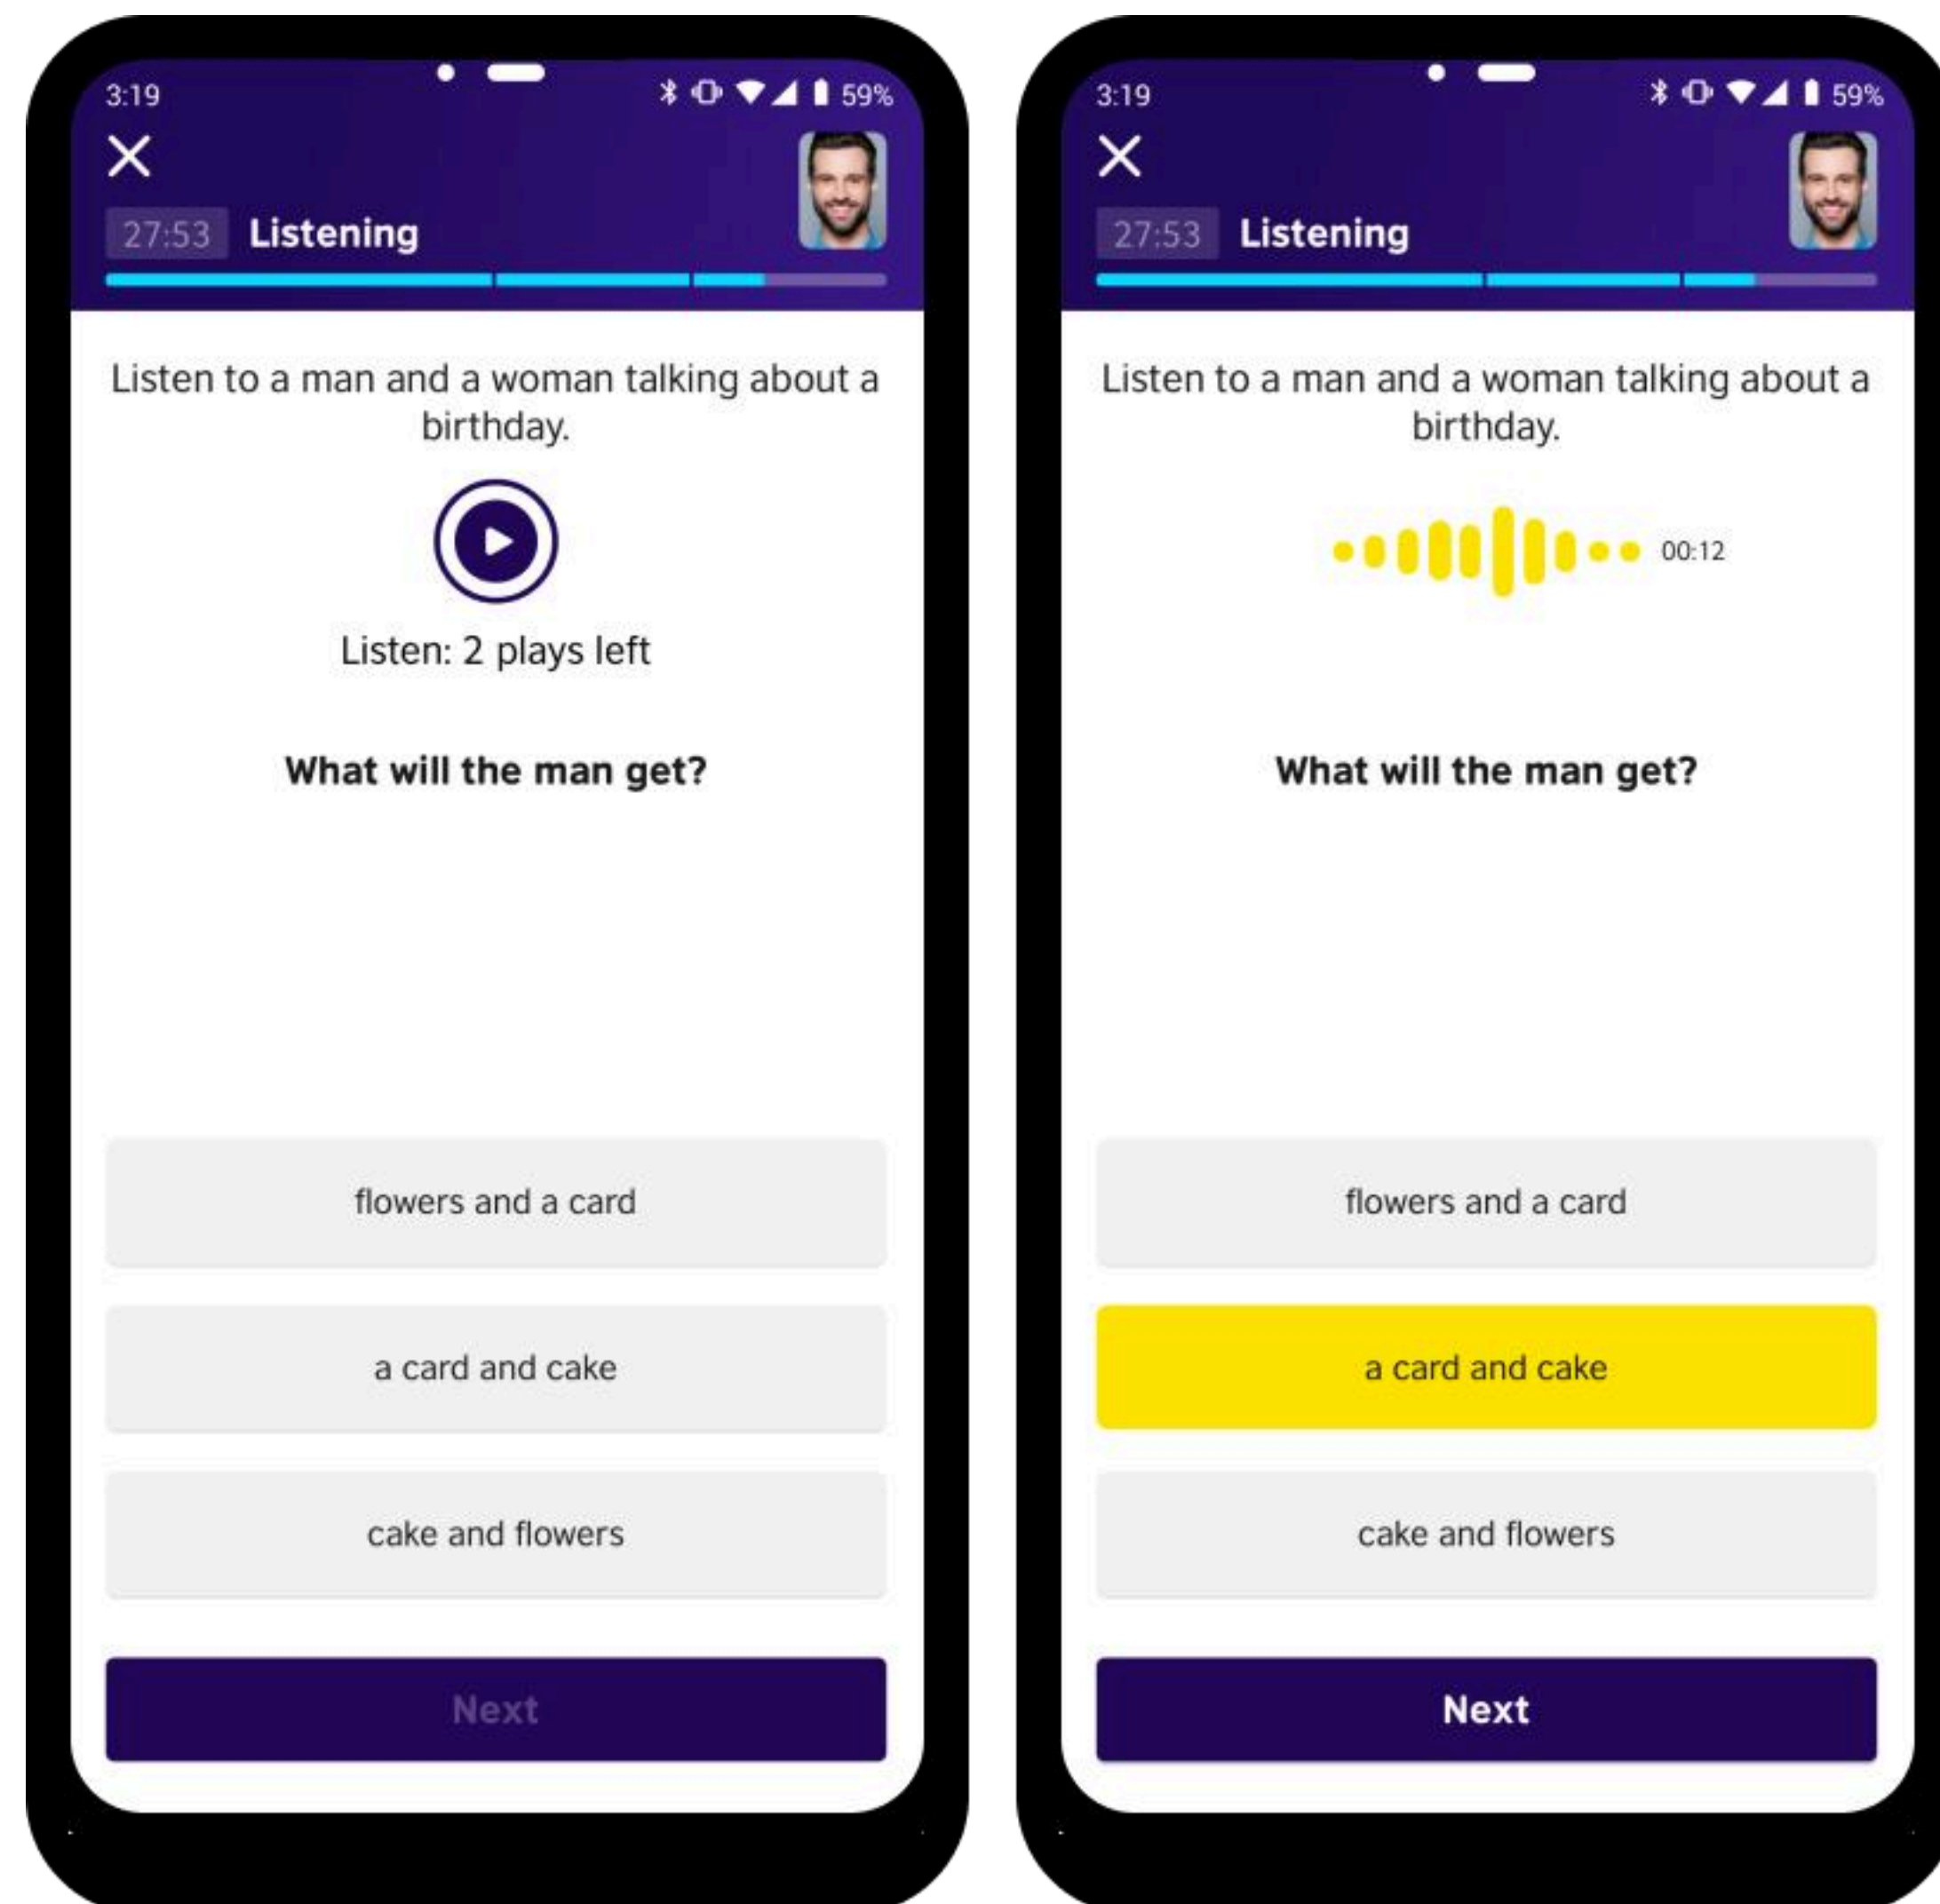 3:19
59%
27:53 Listening
Listen to a man and a woman talking about a
birthday.
Listen: 2 plays left
What will the man get?
flowers and a card
a card and cake
cake and flowers
Next
3:19
59%
27:53 Listening
Listen to a man and a woman talking about a
birthday.
00:12
What will the man get?
flowers and a card
a card and cake
cake and flowers
Next